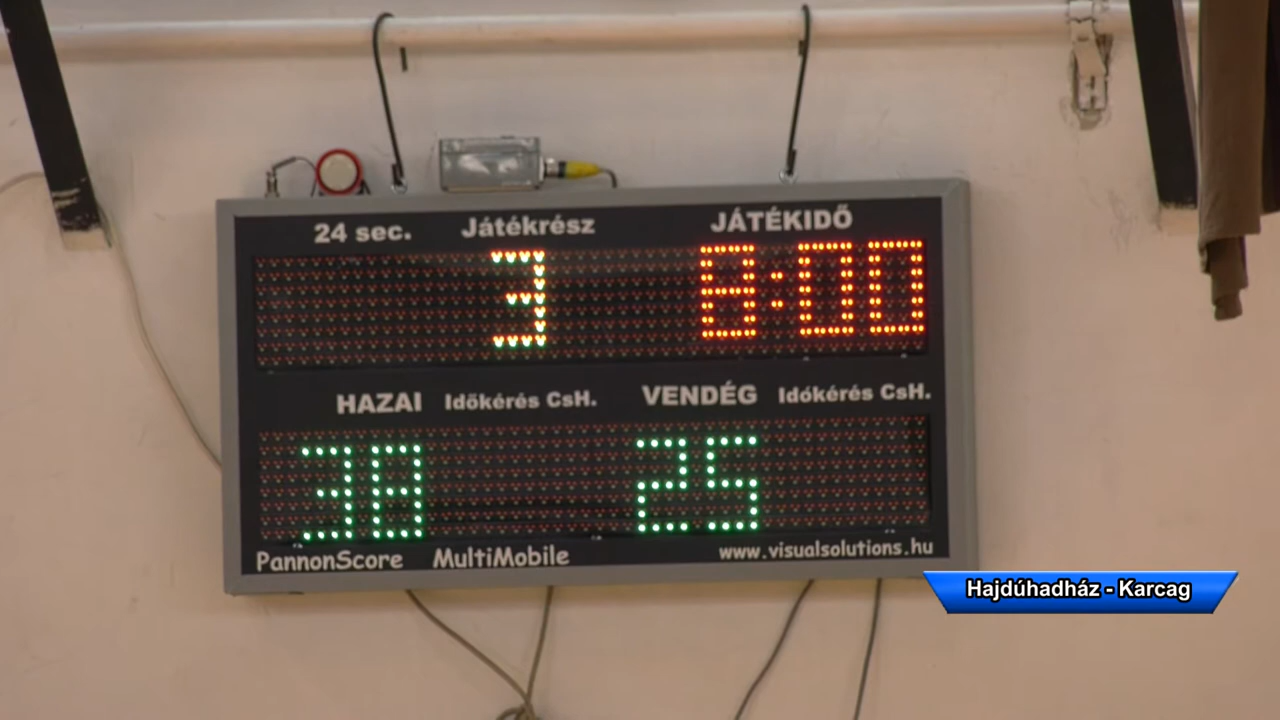 24 sec. Játékrész JÁTÉKIDŐ
3 8:00
HAZAI Időkérés CsH. VENDÉG Időkérés CsH.
38 25
PannonScore MultiMobile www.visualsolutions.hu
Hajdúhadház - Karcag